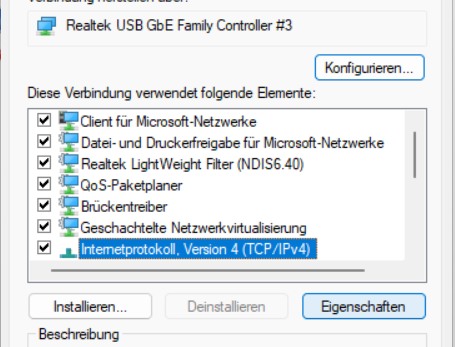 Verbindung herstellen über:
Realtek USB GbE Family Controller #3
Konfigurieren...
Diese Verbindung verwendet folgende Elemente:
Client für Microsoft-Netzwerke
Datei- und Druckerfreigabe für Microsoft-Netzwerke
Realtek LightWeight Filter (NDIS6.40)
QoS-Paketplaner
Brückentreiber
Geschachtelte Netzwerkvirtualisierung
Internetprotokoll, Version 4 (TCP/IPv4)
Installieren...
Deinstallieren
Eigenschaften
Beschreibung